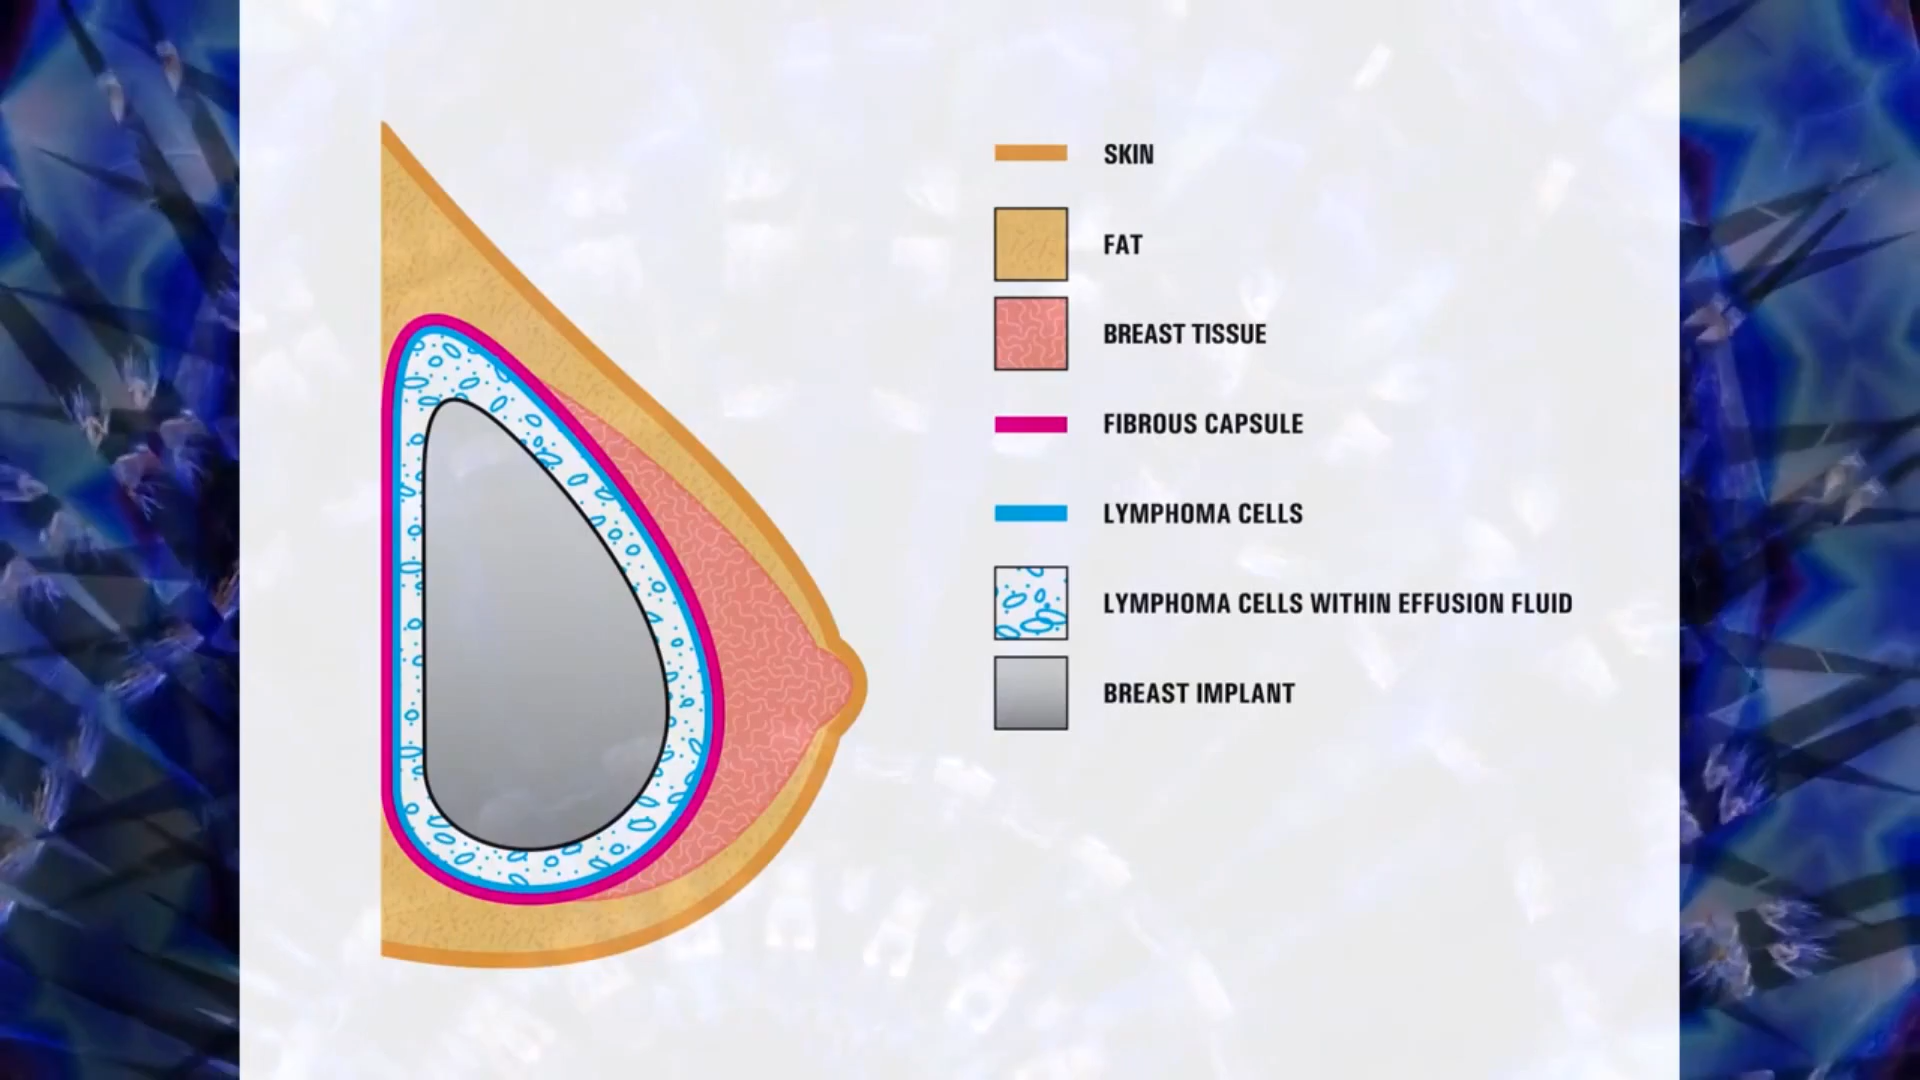 SKIN
FAT
BREAST TISSUE
FIBROUS CAPSULE
LYMPHOMA CELLS
LYMPHOMA CELLS WITHIN EFFUSION FLUID
BREAST IMPLANT